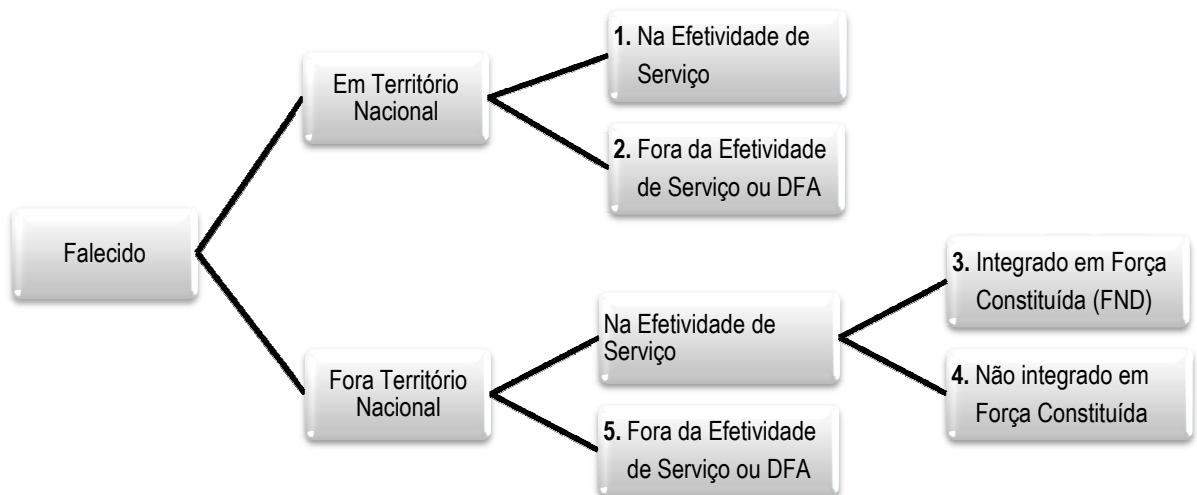 Falecido
Em Território
Nacional
1. Na Efetividade de
Serviço
2. Fora da Efetividade
de Serviço ou DFA
Fora Território
Nacional
Na Efetividade de
Serviço
3. Integrado em Força
Constituída (FND)
4. Não integrado em
Força Constituída
5. Fora da Efetividade
de Serviço ou DFA